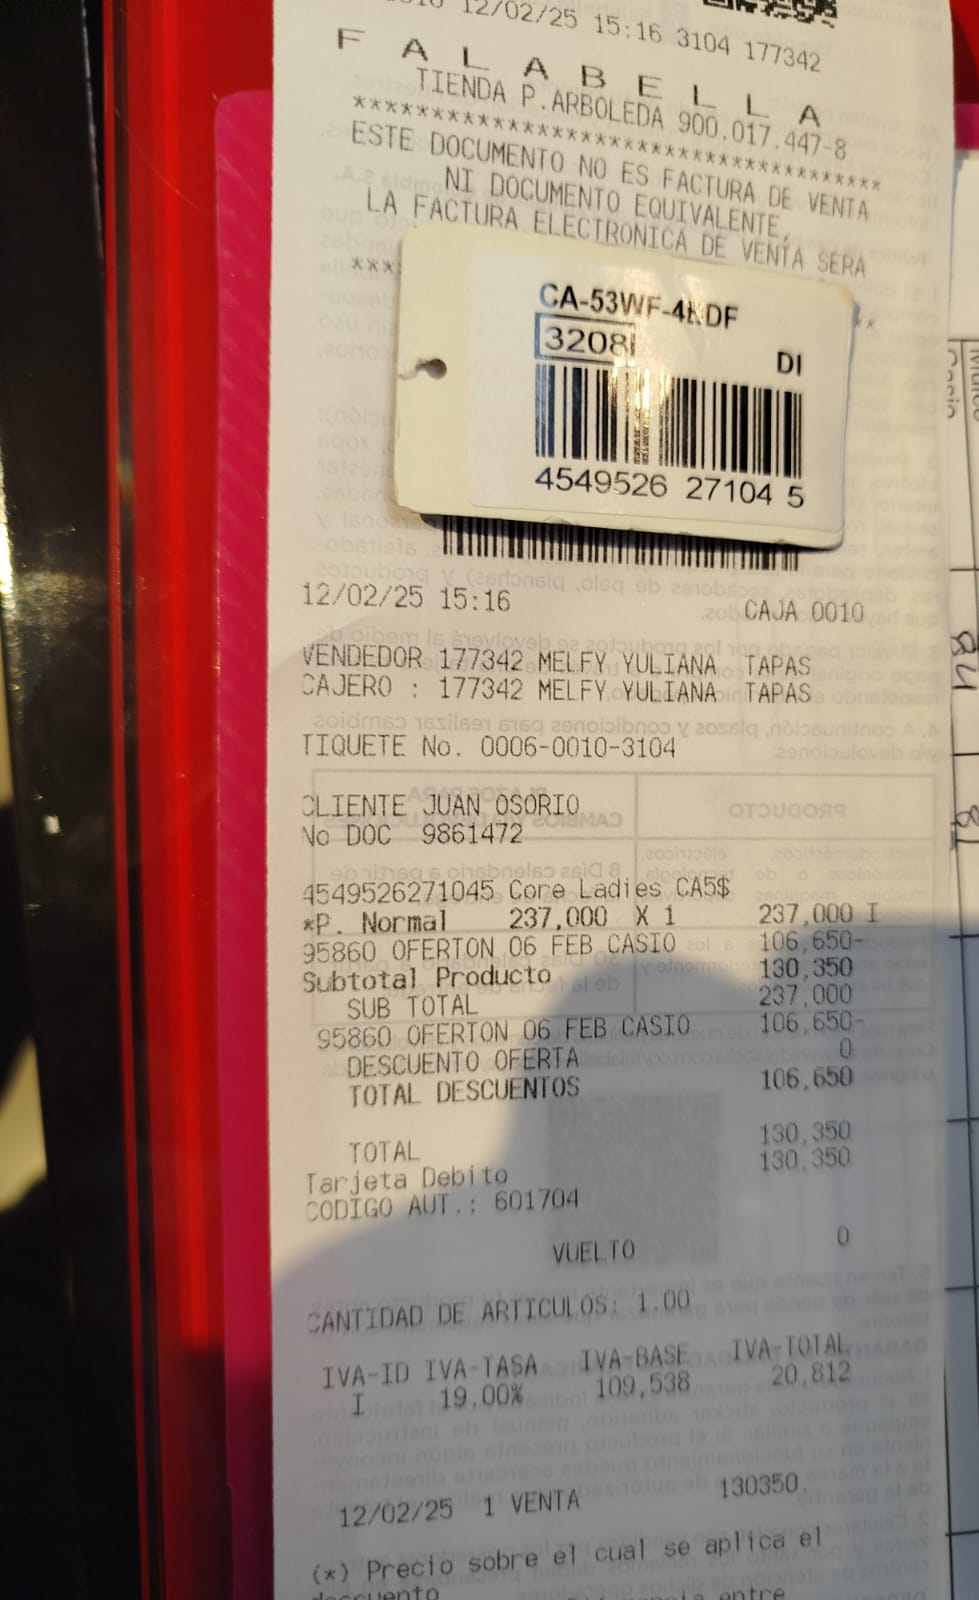 12/02/25 15:16 3104 177342
F A L A B E L L A
TIENDA P.ARBOLEDA 900.017.447-8
****************************************
ESTE DOCUMENTO NO ES FACTURA DE VENTA
NI DOCUMENTO EQUIVALENTE,
LA FACTURA ELECTRONICA DE VENTA SERA
CA-53WF-4 DF
3208
DI
4549526 27104 5
12/02/25 15:16 CAJA 0010
VENDEDOR 177342 MELFY YULIANA TAPAS
CAJERO : 177342 MELFY YULIANA TAPAS
TIQUETE No. 0006-0010-3104
CLIENTE JUAN OSORIO
No DOC 9861472
4549526271045 Core Ladies CA5$
*P. Normal 237,000 X 1 237,000 I
95860 OFERTON 06 FEB CASIO 106,650-
Subtotal Producto 130,350
SUB TOTAL 237,000
95860 OFERTON 06 FEB CASIO 106,650-
DESCUENTO OFERTA 0
TOTAL DESCUENTOS 106,650
TOTAL 130,350
Tarjeta Debito 130,350
CODIGO AUT.: 601704
VUELTO 0
CANTIDAD DE ARTICULOS: 1.00
IVA-ID IVA-TASA IVA-BASE IVA-TOTAL
I 19.00% 109,538 20,812
12/02/25 1 VENTA 130350.
(*) Precio sobre el cual se aplica el
descuento
entre